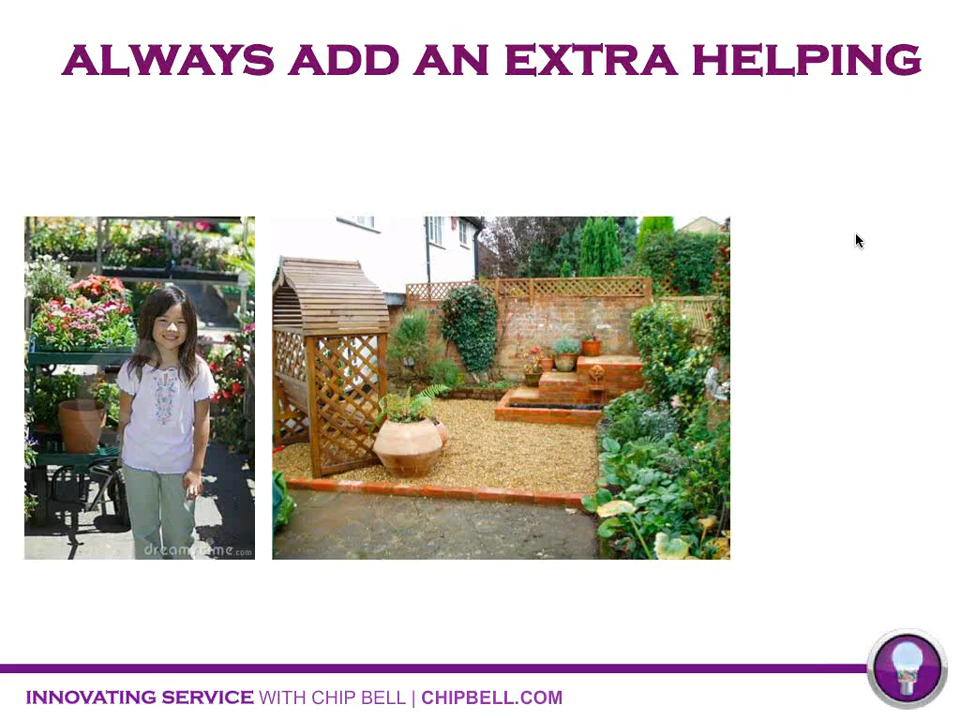 ALWAYS ADD AN EXTRA HELPING
dreamstime.com
INNOVATING SERVICE WITH CHIP BELL | CHIPBELL.COM